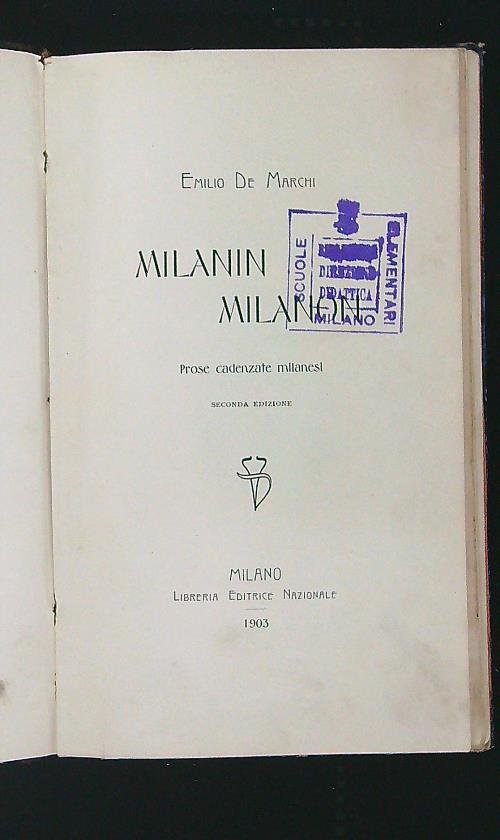 Emilio De Marchi
MILANIN
MILANON
Prose cadenzate milanesi
SECONDA EDIZIONE
MILANO
Libreria Editrice Nazionale
1903
SCUOLE
ELEMENTARI
DIREZIONE
DIDATTICA
MILANO